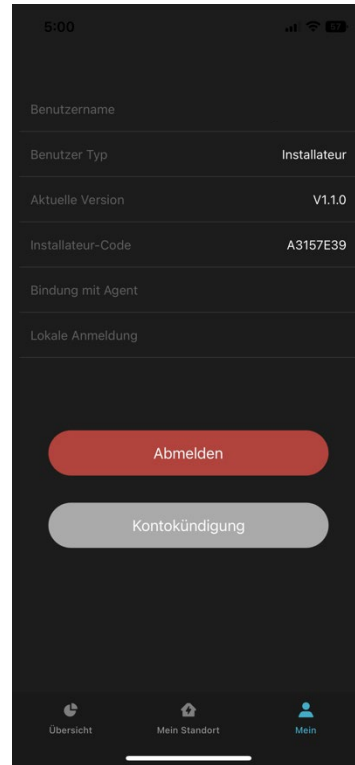 5:00
57
Benutzername
Benutzer Typ Installateur
Aktuelle Version V1.1.0
Installateur-Code A3157E39
Bindung mit Agent
Lokale Anmeldung
Abmelden
Kontokündigung
Übersicht Mein Standort Mein